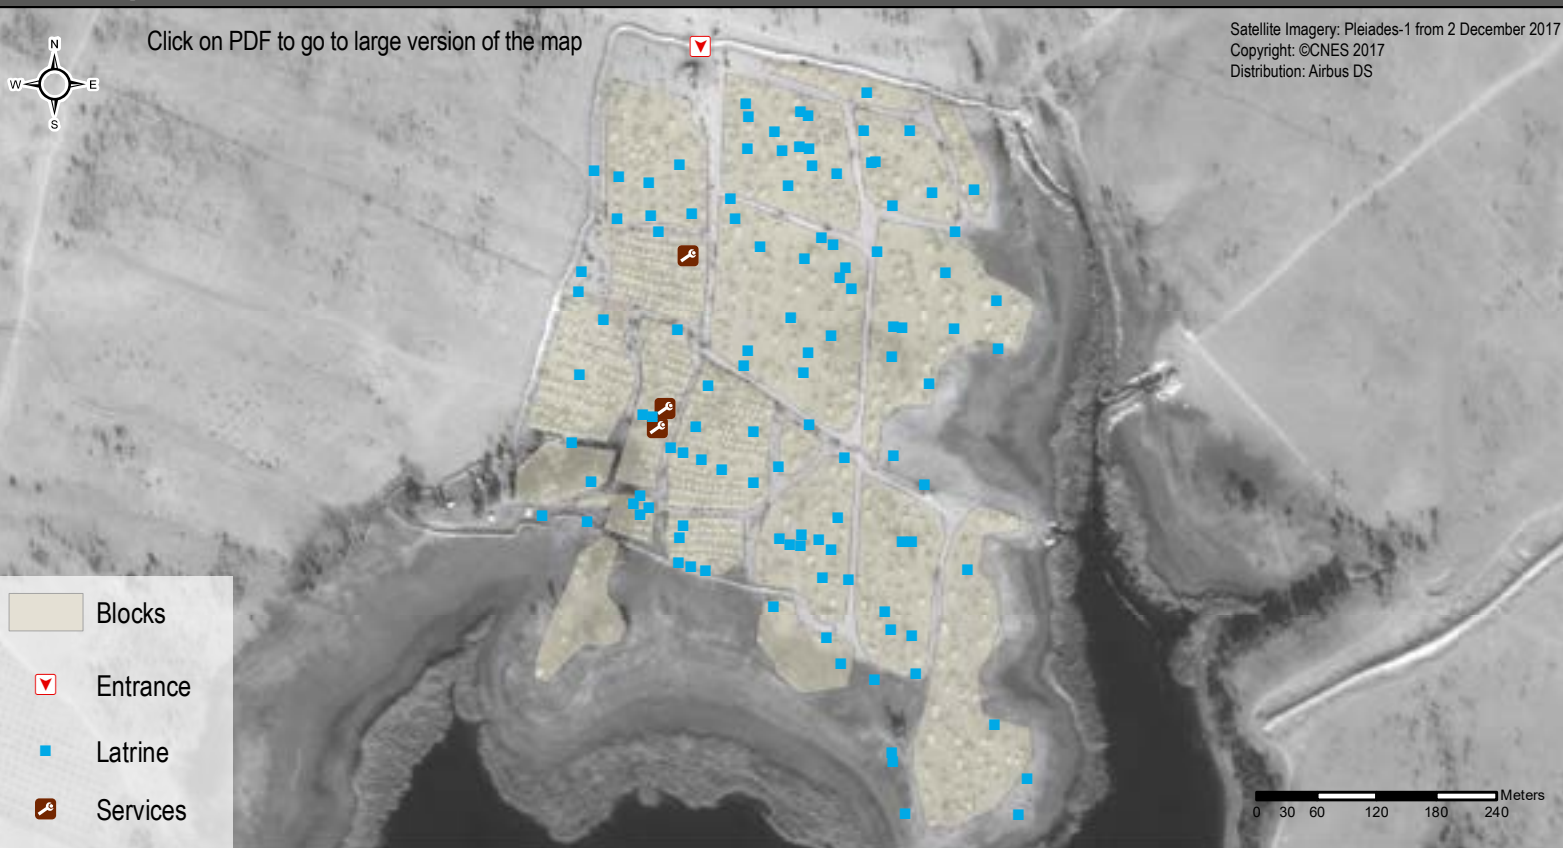 Click on PDF to go to large version of the map
Satellite Imagery: Pleiades-1 from 2 December 2017
Copyright: ©CNES 2017
Distribution: Airbus DS
N
W E
S
Blocks
Entrance
Latrine
Services
Meters
0 30 60 120 180 240